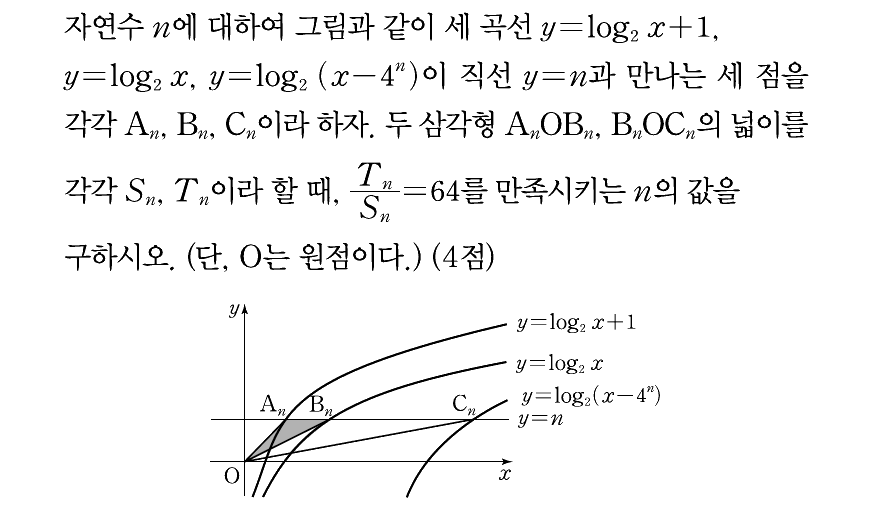 자연수 n에 대하여 그림과 같이 세 곡선 y=log₂ x+1,
y=log₂ x, y=log₂ (x−4ⁿ)이 직선 y=n과 만나는 세 점을
각각 Aₙ, Bₙ, Cₙ이라 하자. 두 삼각형 AₙOBₙ, BₙOCₙ의 넓이를
각각 Sₙ, Tₙ이라 할 때, Tₙ/Sₙ=64를 만족시키는 n의 값을
구하시오. (단, O는 원점이다.) (4점)
y
y=log₂ x+1
y=log₂ x
Aₙ Bₙ Cₙ y=log₂(x−4ⁿ)
y=n
O x